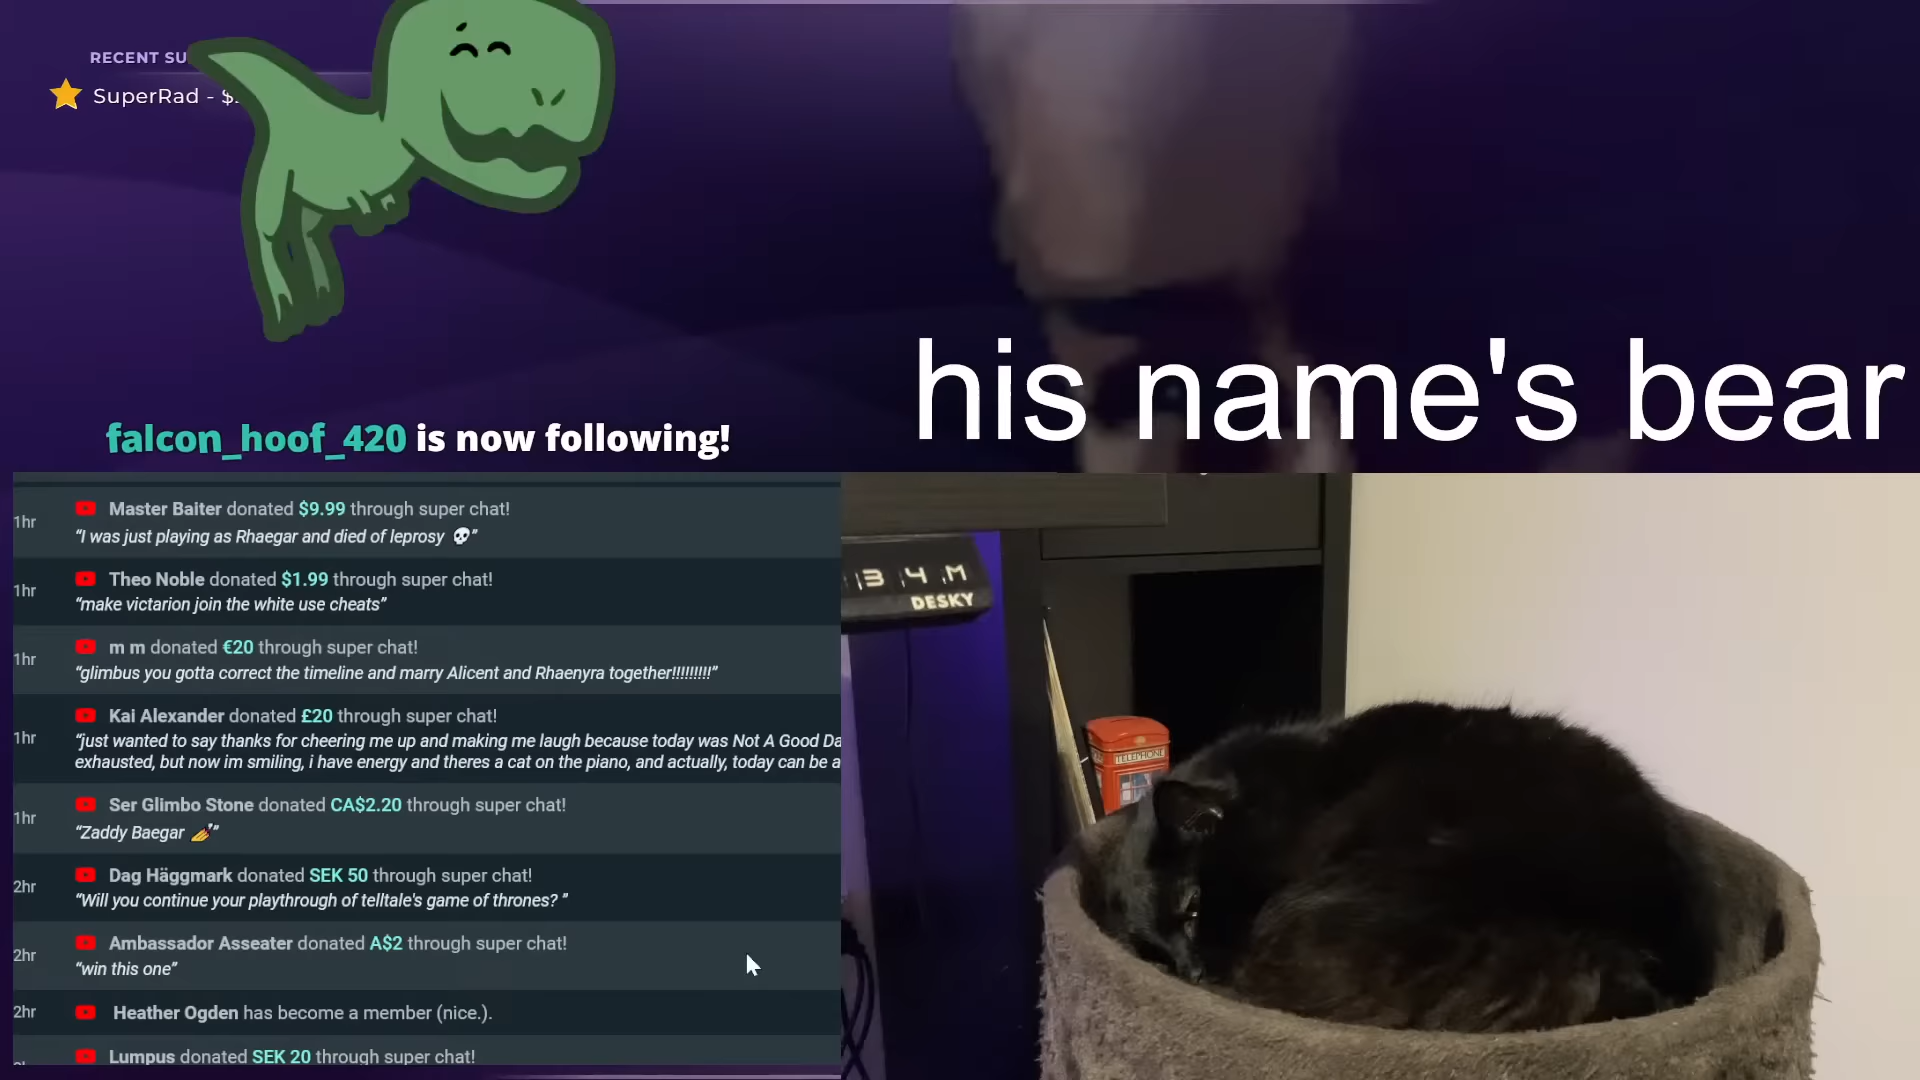 RECENT SU
SuperRad - $
his name's bear
falcon_hoof_420 is now following!
Master Baiter donated $9.99 through super chat!
1hr
“I was just playing as Rhaegar and died of leprosy 💀”
Theo Noble donated $1.99 through super chat!
1hr
“make victarion join the white use cheats”
m m donated €20 through super chat!
1hr
“glimbus you gotta correct the timeline and marry Alicent and Rhaenyra together!!!!!!!!!”
Kai Alexander donated £20 through super chat!
1hr
“just wanted to say thanks for cheering me up and making me laugh because today was Not A Good Da
exhausted, but now im smiling, i have energy and theres a cat on the piano, and actually, today can be a
Ser Glimbo Stone donated CA$2.20 through super chat!
1hr
“Zaddy Baegar 💅”
Dag Häggmark donated SEK 50 through super chat!
2hr
“Will you continue your playthrough of telltale's game of thrones? ”
Ambassador Asseater donated A$2 through super chat!
2hr
“win this one”
2hr
Heather Ogden has become a member (nice.).
Lumpus donated SEK 20 through super chat!
3 4 M
DESKY
TELEPHONE